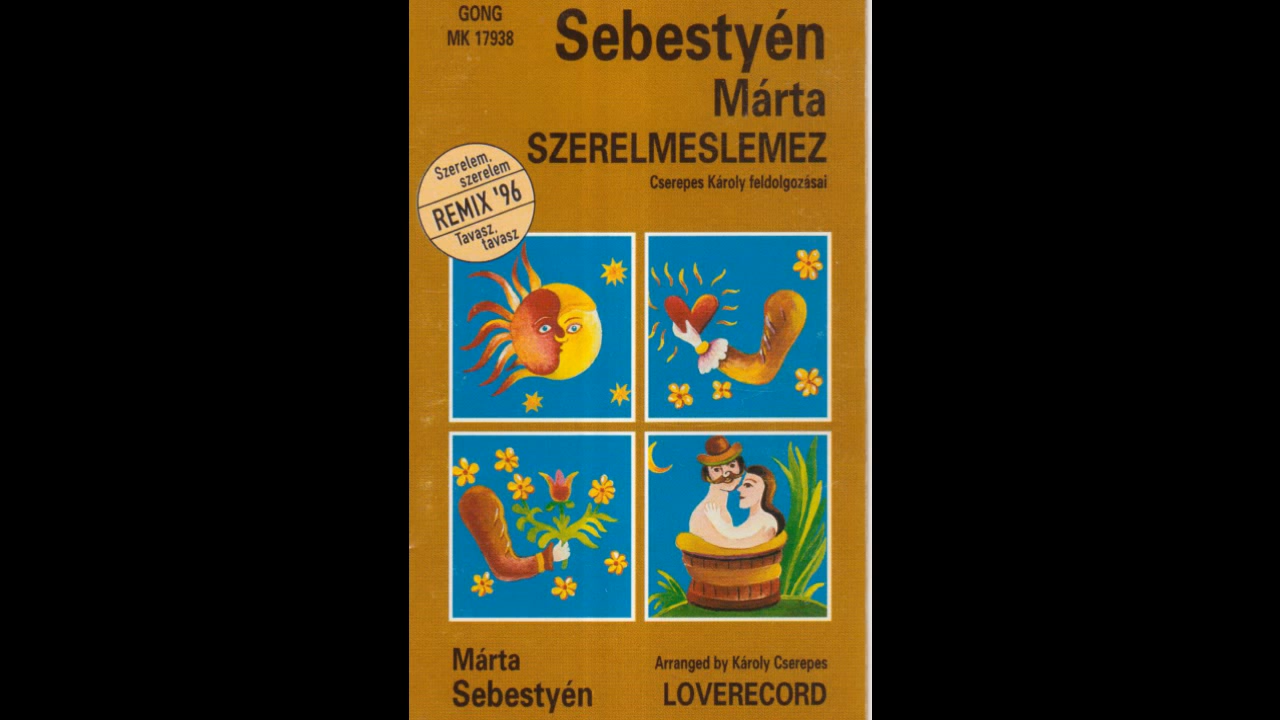 GONG
MK 17938
Sebestyén
Márta
SZERELMESLEMEZ
Cserepes Károly feldolgozásai
Szerelem,
szerelem
REMIX '96
Tavasz,
tavasz
Márta
Sebestyén
Arranged by Károly Cserepes
LOVERECORD